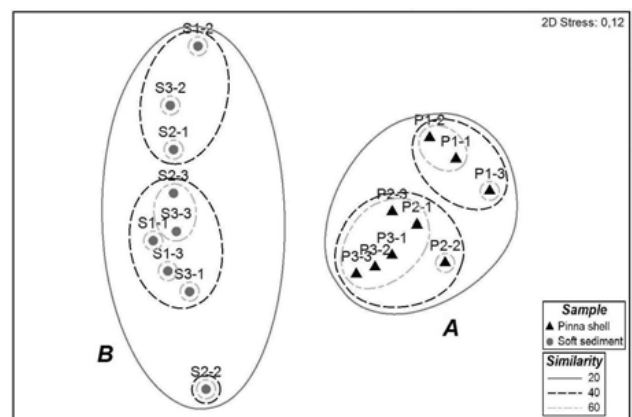 2D Stress: 0,12
S1-2
S3-2
S2-1
S2-3
S3-3
S1-1
S1-3
S3-1
S2-2
B
P1-2
P1-1
P1-3
P2-3
P2-1
P3-1
P3-2
P3-3
P2-2
A
Sample
Pinna shell
Soft sediment
Similarity
20
40
60